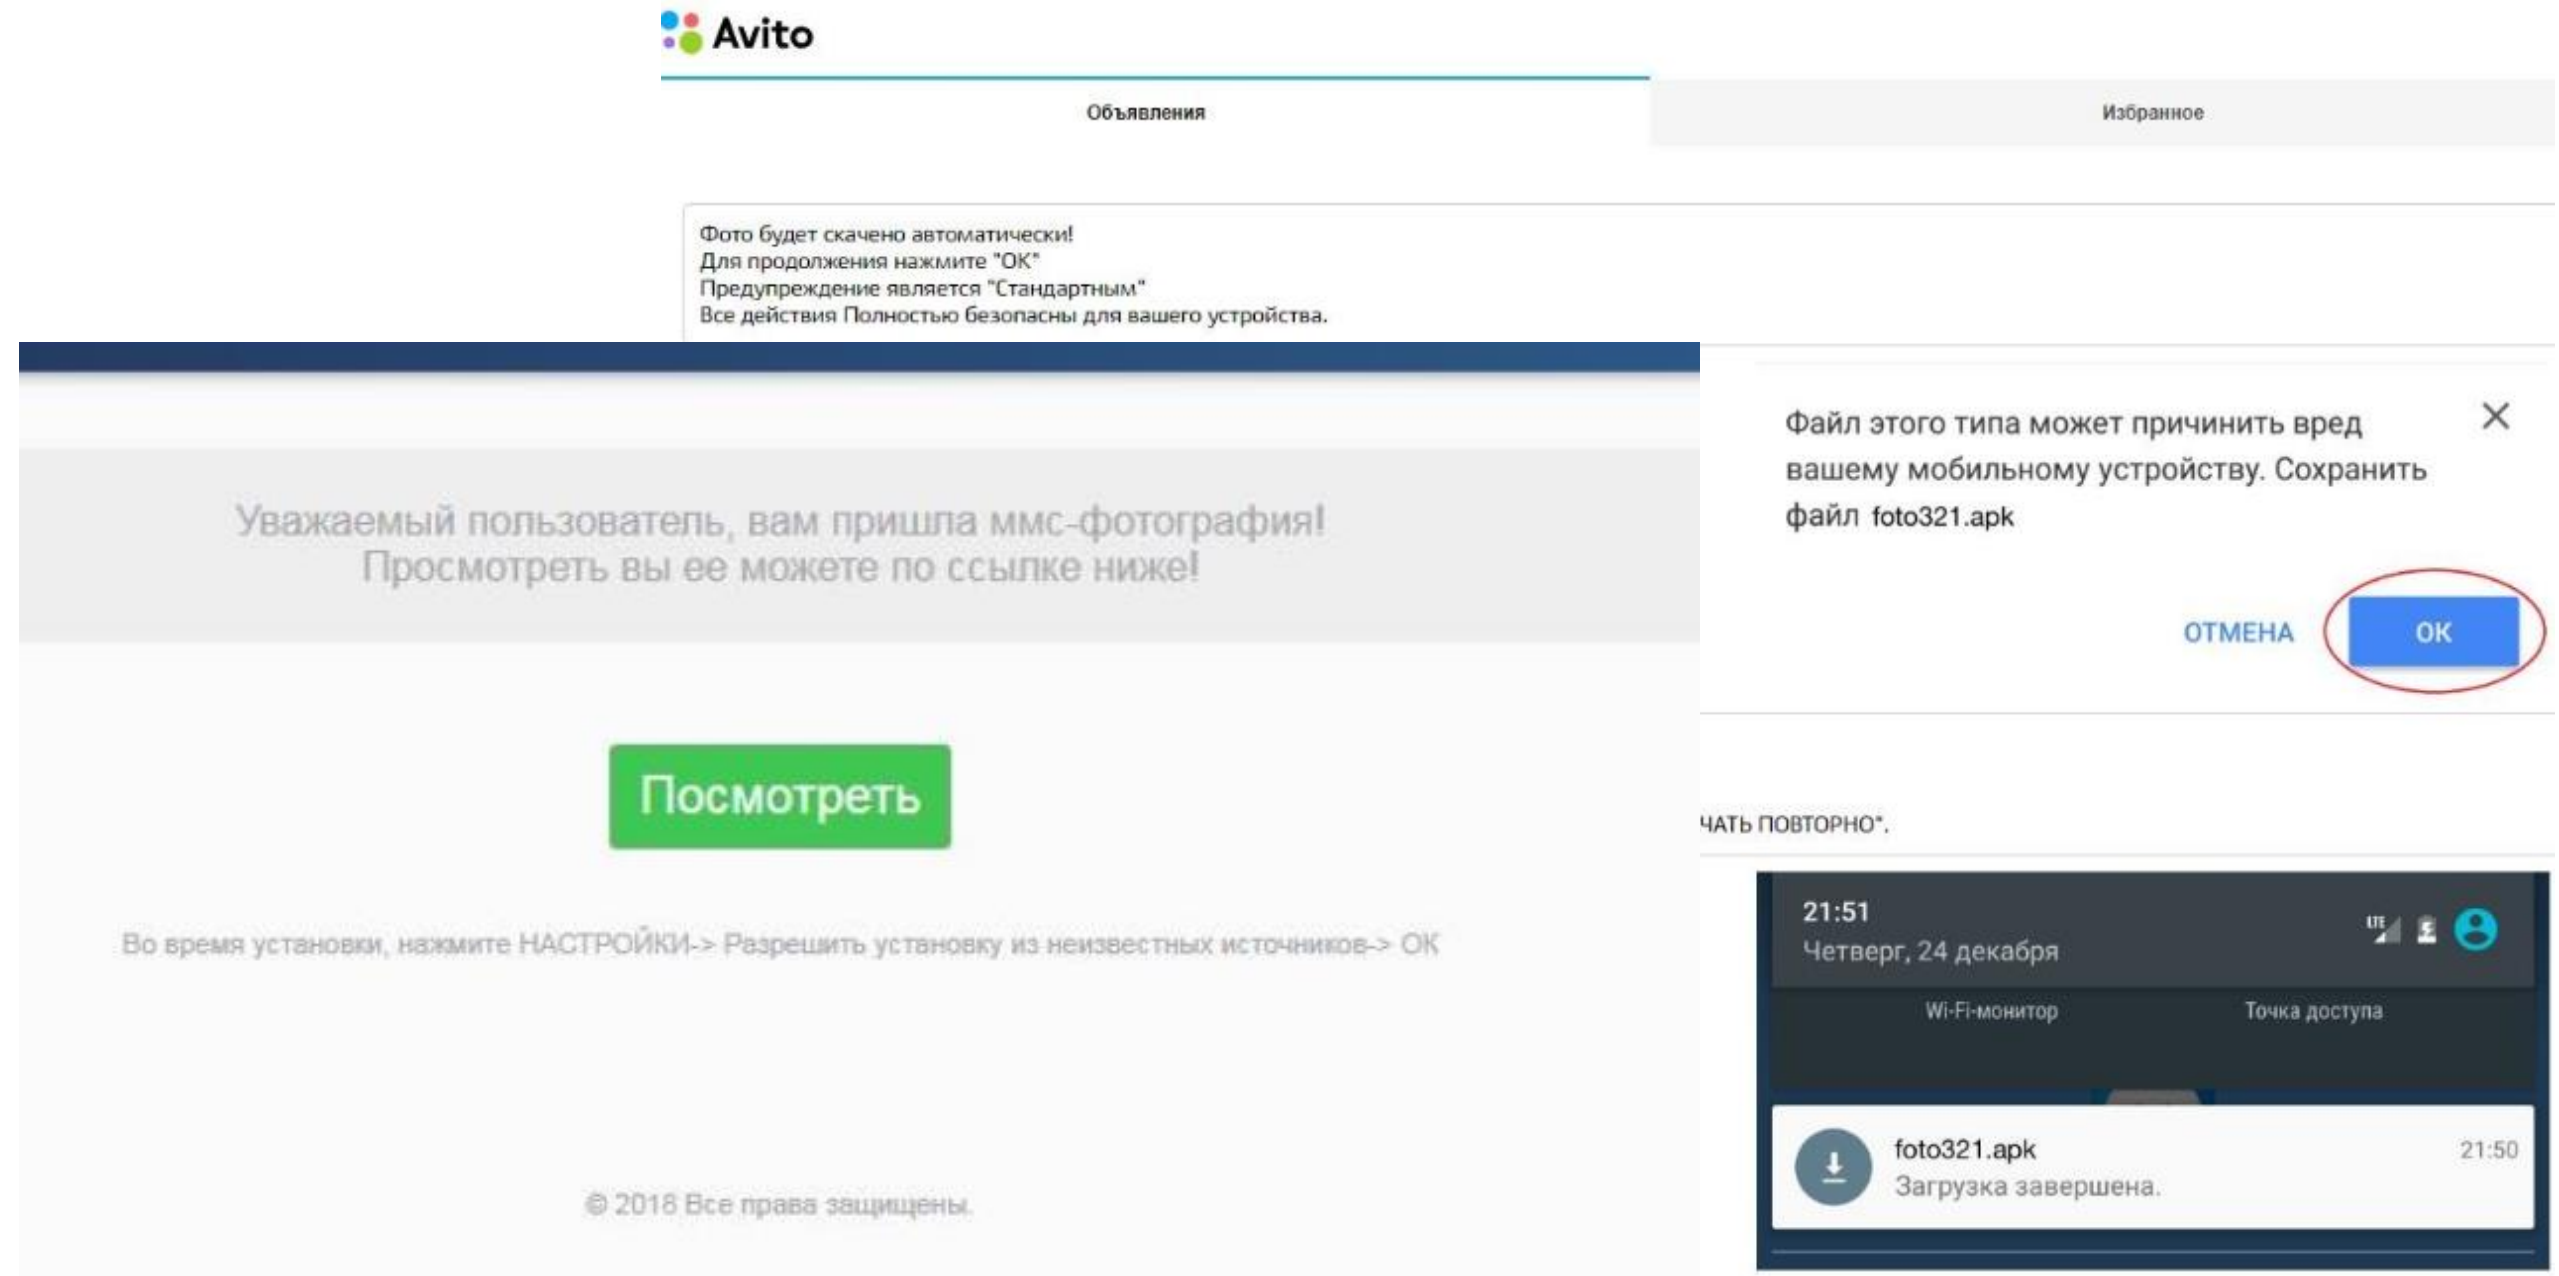 Avito
Объявления
Избранное
Фото будет скачено автоматически!
Для продолжения нажмите "ОК"
Предупреждение является "Стандартным"
Все действия Полностью безопасны для вашего устройства.
Уважаемый пользователь, вам пришла ммс-фотография!
Просмотреть вы ее можете по ссылке ниже!
Посмотреть
Во время установки, нажмите НАСТРОЙКИ-> Разрешить установку из неизвестных источников-> ОК
© 2018 Все права защищены.
Файл этого типа может причинить вред
вашему мобильному устройству. Сохранить
файл foto321.apk
ОТМЕНА
ОК
ЧАТЬ ПОВТОРНО".
21:51
LTE
Четверг, 24 декабря
Wi-Fi-монитор
Точка доступа
foto321.apk
21:50
Загрузка завершена.